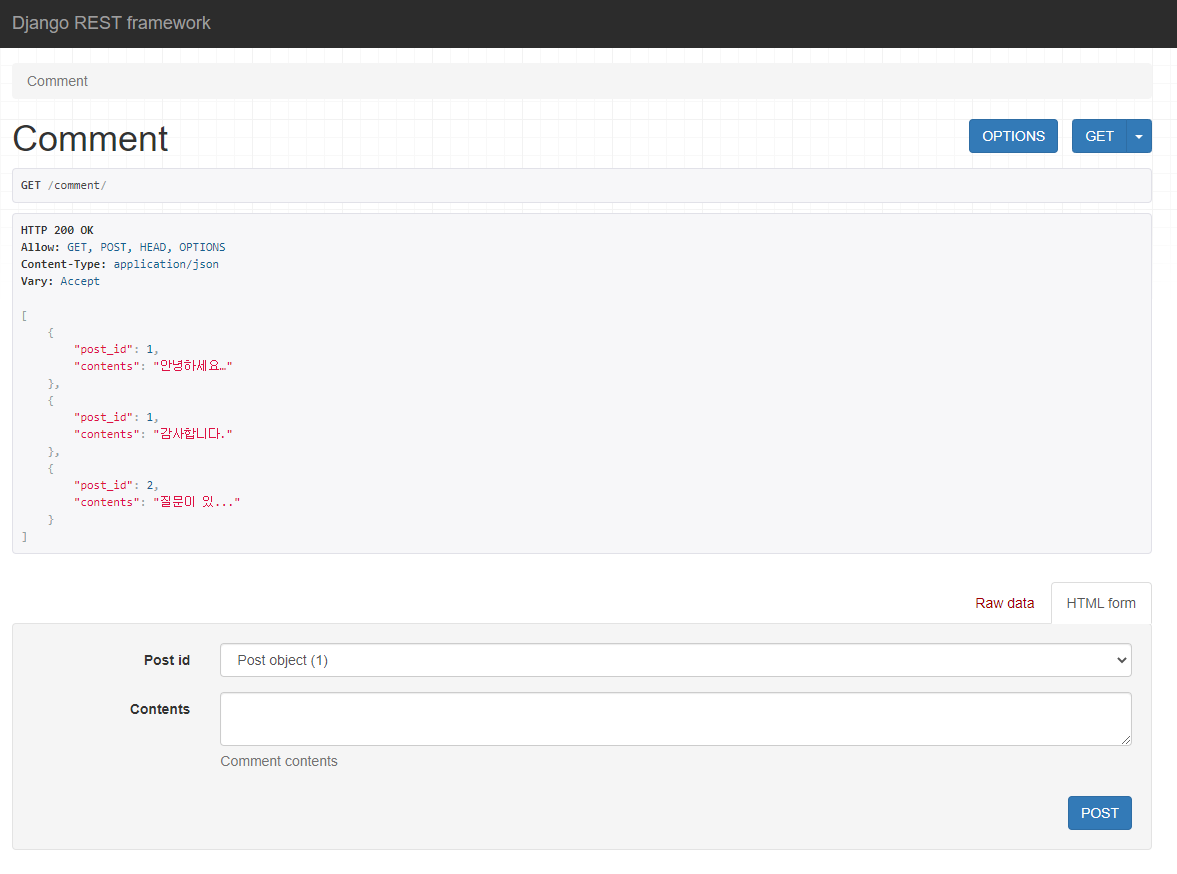 Django REST framework
Comment
Comment
OPTIONS GET
GET /comment/
HTTP 200 OK
Allow: GET, POST, HEAD, OPTIONS
Content-Type: application/json
Vary: Accept
[
    {
        "post_id": 1,
        "contents": "안녕하세요…"
    },
    {
        "post_id": 1,
        "contents": "감사합니다."
    },
    {
        "post_id": 2,
        "contents": "질문이 있..."
    }
]
Raw data HTML form
Post id Post object (1)
Contents
Comment contents
POST